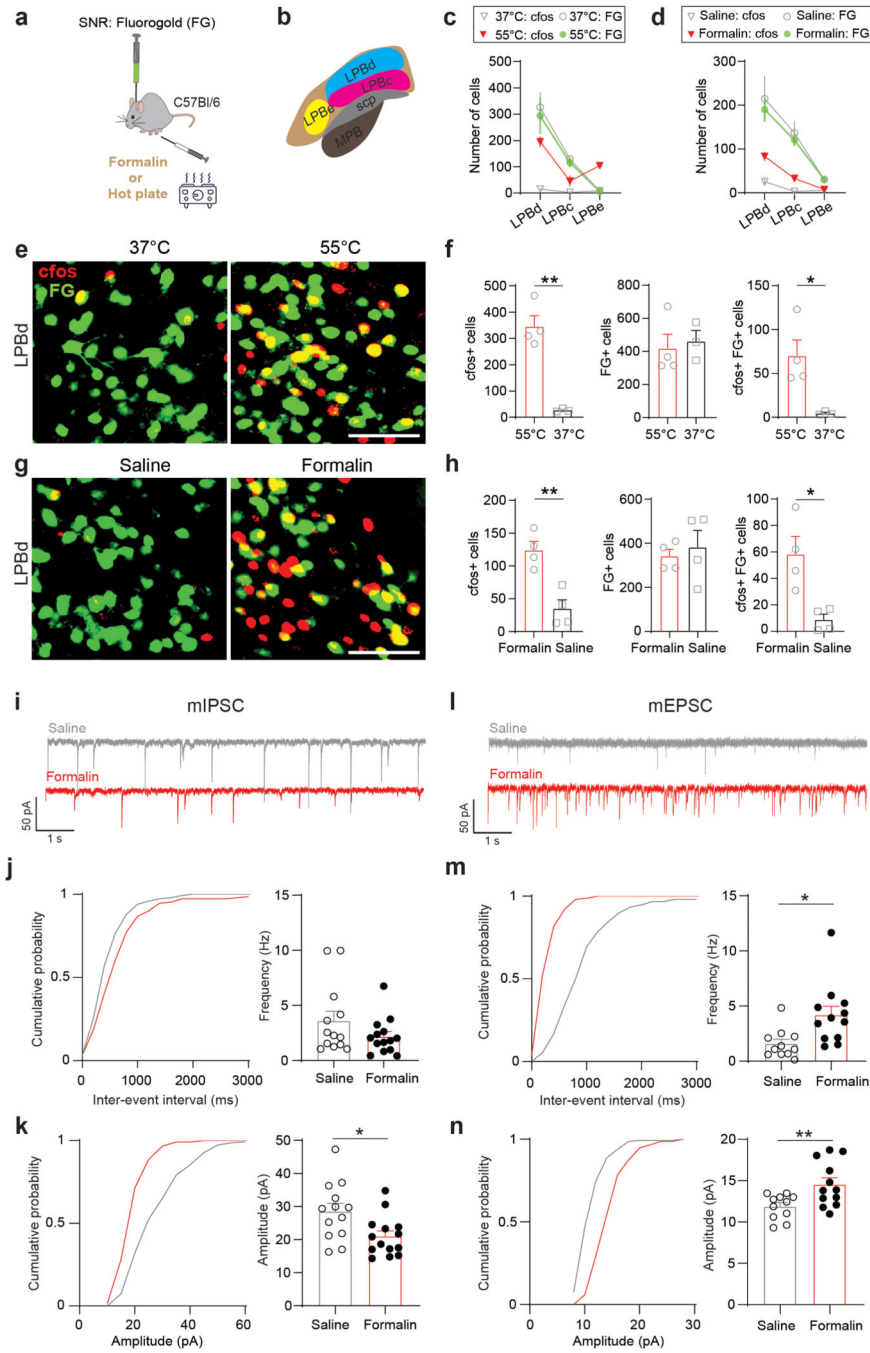 a
SNR: Fluorogold (FG)
C57Bl/6
Formalin
or
Hot plate
b
LPBd
LPBc
scp
LPBe
MPB
c
37°C: cfos 37°C: FG
55°C: cfos 55°C: FG
Number of cells
500
400
300
200
100
0
LPBd LPBc LPBe
d
Saline: cfos Saline: FG
Formalin: cfos Formalin: FG
Number of cells
300
200
100
0
LPBd LPBc LPBe
e
37°C 55°C
cfos
FG
LPBd
f
cfos+ cells
500
400
300
200
100
0
**
55°C 37°C
FG+ cells
800
600
400
200
0
55°C 37°C
cfos+ FG+ cells
150
100
50
0
*
55°C 37°C
g
Saline Formalin
LPBd
h
cfos+ cells
200
150
100
50
0
**
Formalin Saline
FG+ cells
600
400
200
0
Formalin Saline
cfos+ FG+ cells
100
80
60
40
20
0
*
Formalin Saline
i
mIPSC
Saline
Formalin
50 pA
1 s
l
mEPSC
Saline
Formalin
50 pA
1 s
j
Cumulative probability
1
0.5
0
0 1000 2000 3000
Inter-event interval (ms)
Frequency (Hz)
15
10
5
0
Saline Formalin
m
Cumulative probability
1
0.5
0
0 1000 2000 3000
Inter-event interval (ms)
Frequency (Hz)
15
10
5
0
*
Saline Formalin
k
Cumulative probability
1
0.5
0
0 20 40 60
Amplitude (pA)
Amplitude (pA)
50
40
30
20
10
0
*
Saline Formalin
n
Cumulative probability
1
0.5
0
0 10 20 30
Amplitude (pA)
Amplitude (pA)
20
15
10
5
0
**
Saline Formalin